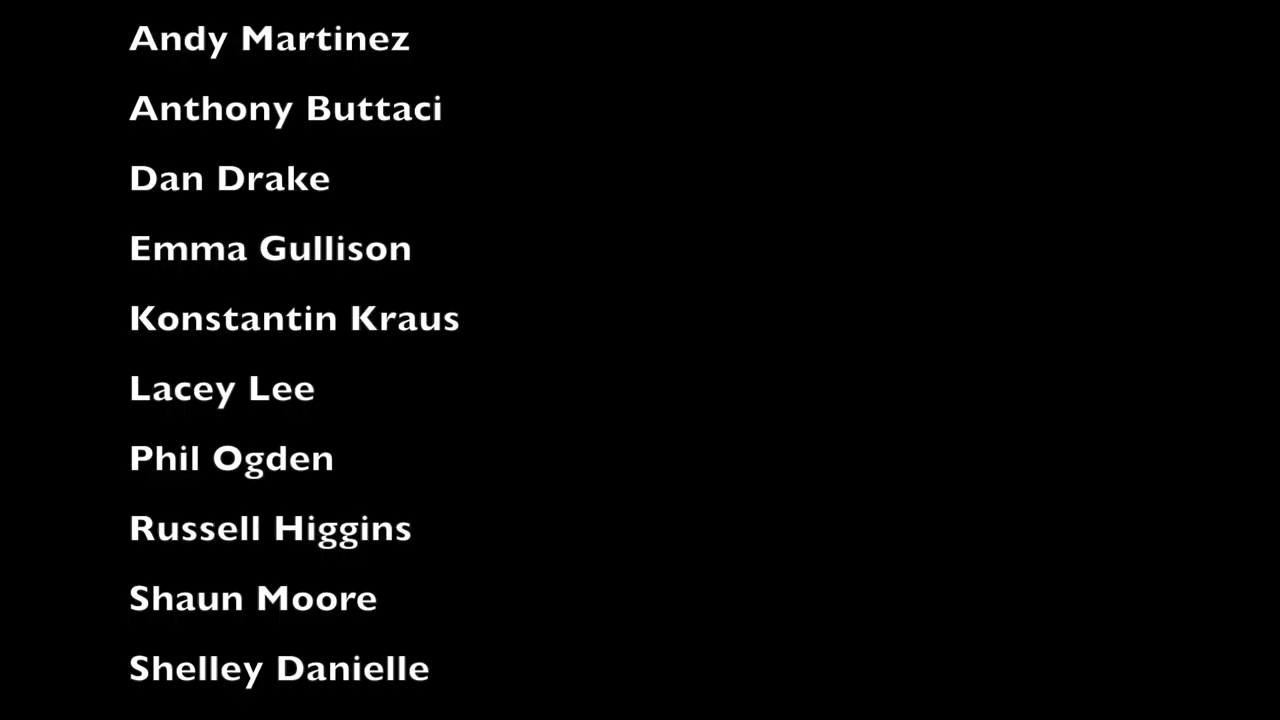 Andy Martinez
Anthony Buttaci
Dan Drake
Emma Gullison
Konstantin Kraus
Lacey Lee
Phil Ogden
Russell Higgins
Shaun Moore
Shelley Danielle